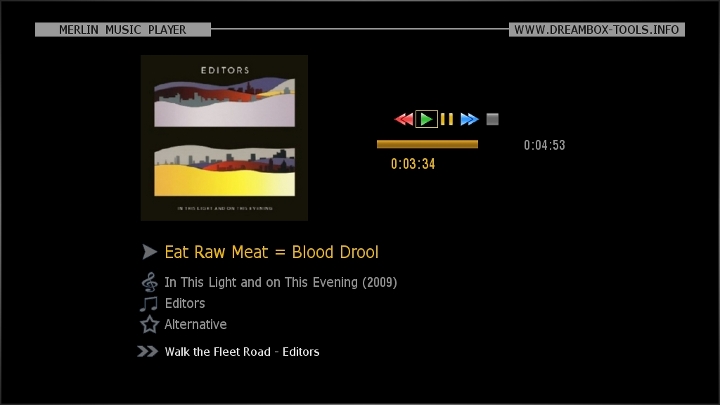 MERLIN MUSIC PLAYER
WWW.DREAMBOX-TOOLS.INFO
EDITORS
IN THIS LIGHT AND ON THIS EVENING
0:04:53
0:03:34
Eat Raw Meat = Blood Drool
In This Light and on This Evening (2009)
Editors
Alternative
Walk the Fleet Road - Editors